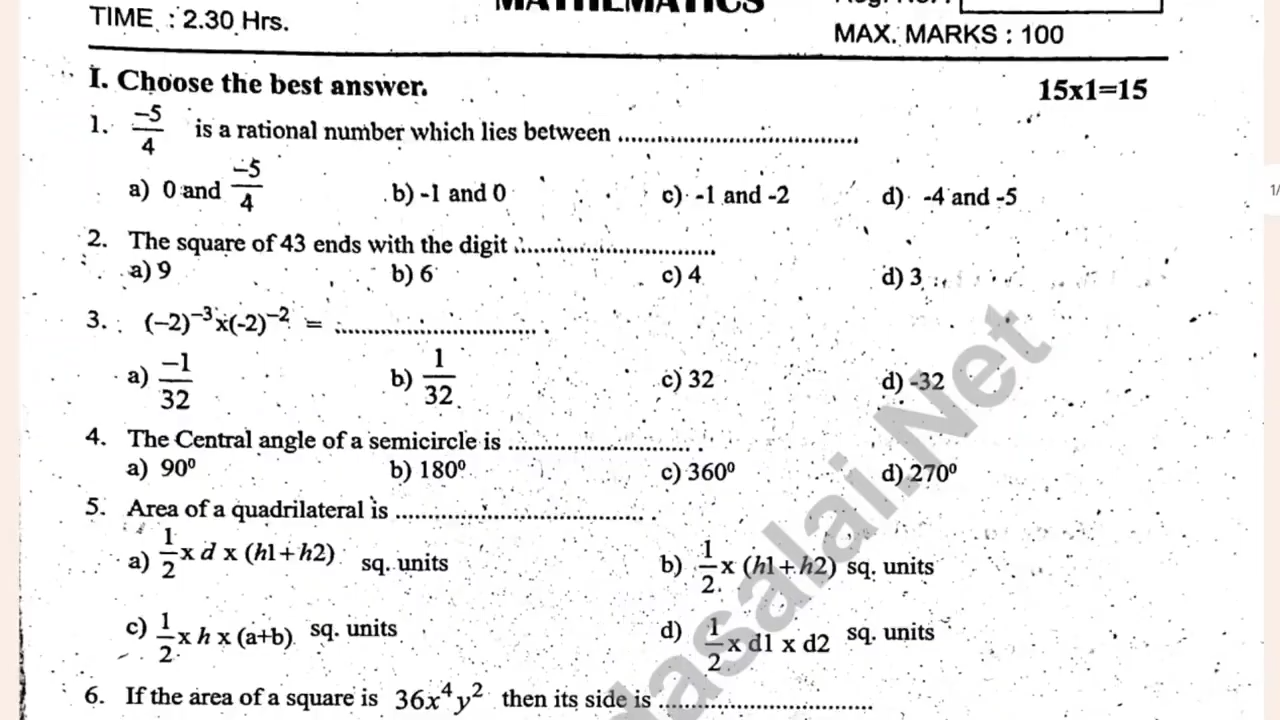 MATHEMATICS
TIME : 2.30 Hrs.
MAX. MARKS : 100
I. Choose the best answer. 15x1=15
1. −5/4 is a rational number which lies between ..........................................
a) 0 and −5/4 b) -1 and 0 c) -1 and -2 d) -4 and -5
2. The square of 43 ends with the digit ...................................
a) 9 b) 6 c) 4 d) 3
3. (−2)⁻³x(-2)⁻² = ................................... .
a) −1/32 b) 1/32 c) 32 d) -32
4. The Central angle of a semicircle is ................................ .
a) 90⁰ b) 180⁰ c) 360⁰ d) 270⁰
5. Area of a quadrilateral is ........................................... .
a) 1/2 x d x (h1+h2) sq. units b) 1/2 x (h1+h2) sq. units
c) 1/2 x h x (a+b) sq. units d) 1/2 x d1 x d2 sq. units
6. If the area of a square is 36x⁴y² then its side is .....................................
dasalai.Net